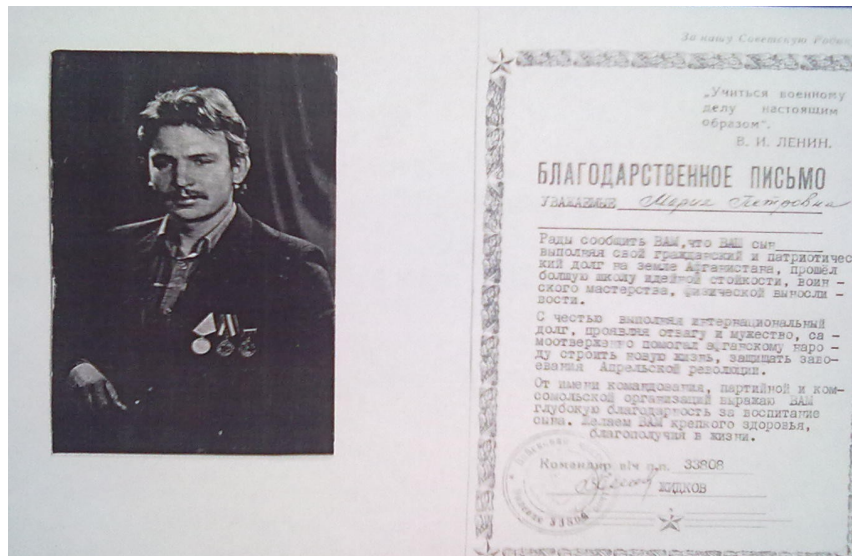 За нашу Советскую Родину
„Учиться военному
делу настоящим
образом".
В. И. ЛЕНИН.
БЛАГОДАРСТВЕННОЕ ПИСЬМО
УВАЖАЕМЫЕ Мария Петровна
Рады сообщить ВАМ, что ВАШ сын
выполняя свой гражданский и патриотичес
кий долг на земле Афганистана, прошёл
большую школу идейной стойкости, воин -
ского мастерства, физической выносли -
вости.
С честью выполняя интернациональный
долг, проявляя отвагу и мужество, са -
моотверженно помогал афганскому наро -
ду строить новую жизнь, защищать заво-
евания Апрельской революции.
От имени командования, партийной и ком-
сомольской организаций выражаю ВАМ
глубокую благодарность за воспитание
сына. Желаем ВАМ крепкого здоровья,
благополучия в жизни.
Командир в/ч п.п. 33808
ЖИДКОВ